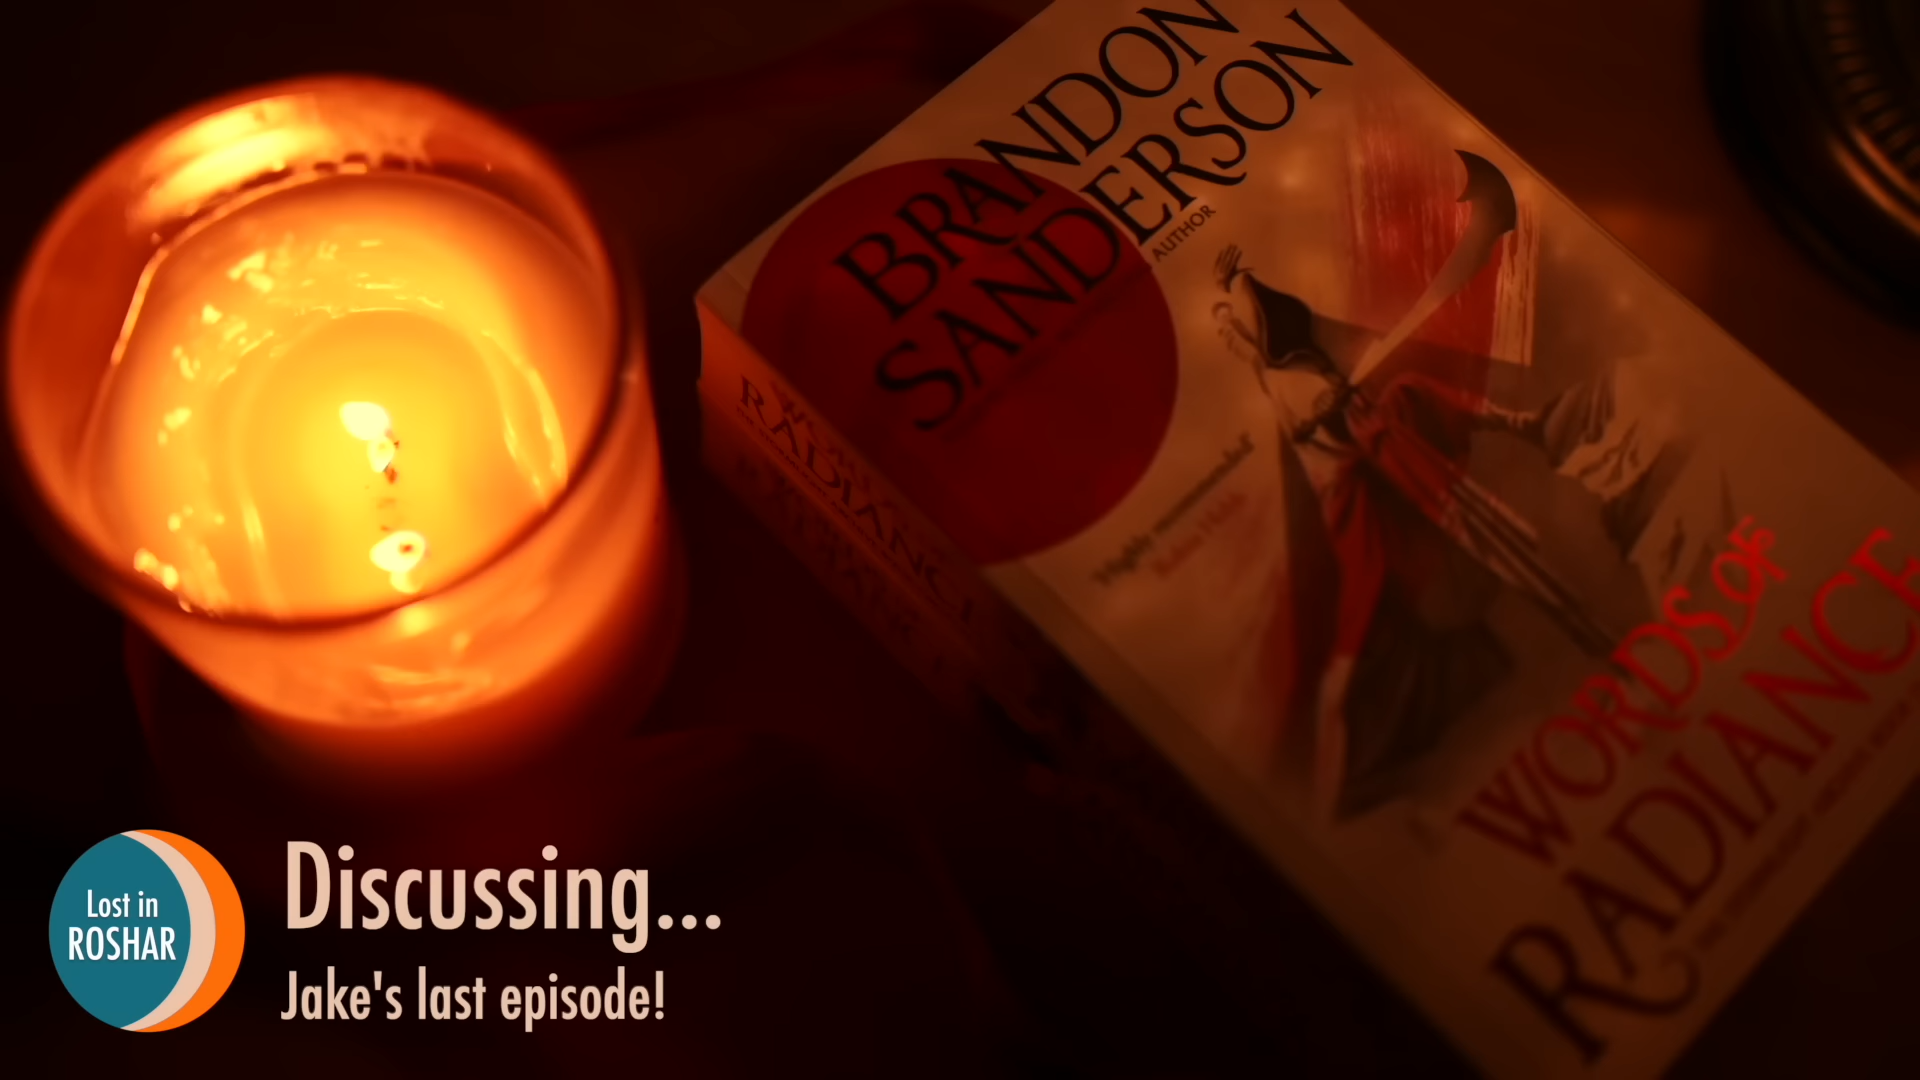 BRANDON
SANDERSON
AUTHOR
WORDS OF
RADIANCE
RADIANCE
Lost in
ROSHAR
Discussing...
Jake's last episode!